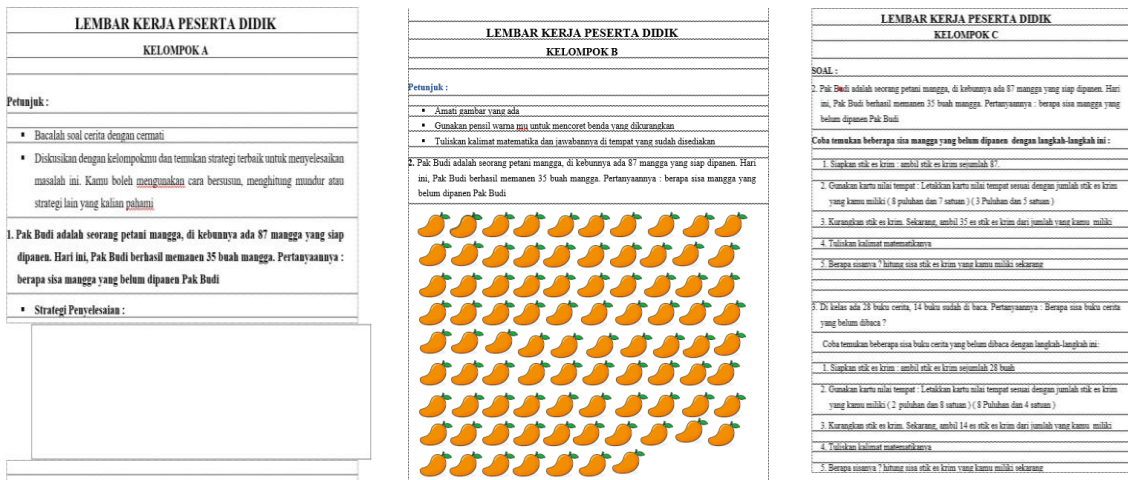 LEMBAR KERJA PESERTA DIDIK
KELOMPOK A
Petunjuk :
▪ Bacalah soal cerita dengan cermati
▪ Diskusikan dengan kelompokmu dan temukan strategi terbaik untuk menyelesaikan
masalah ini. Kamu boleh mengunakan cara bersusun, menghitung mundur atau
strategi lain yang kalian pahami
1. Pak Budi adalah seorang petani mangga, di kebunnya ada 87 mangga yang siap
dipanen. Hari ini, Pak Budi berhasil memanen 35 buah mangga. Pertanyaannya :
berapa sisa mangga yang belum dipanen Pak Budi
▪ Strategi Penyelesaian :
LEMBAR KERJA PESERTA DIDIK
KELOMPOK B
Petunjuk :
▪ Amati gambar yang ada
▪ Gunakan pensil warna mu untuk mencoret benda yang dikurangkan
▪ Tuliskan kalimat matematika dan jawabannya di tempat yang sudah disediakan
2. Pak Budi adalah seorang petani mangga, di kebunnya ada 87 mangga yang siap dipanen. Hari
ini, Pak Budi berhasil memanen 35 buah mangga. Pertanyaannya : berapa sisa mangga yang
belum dipanen Pak Budi
LEMBAR KERJA PESERTA DIDIK
KELOMPOK C
SOAL :
2. Pak Budi adalah seorang petani mangga, di kebunnya ada 87 mangga yang siap dipanen. Hari
ini, Pak Budi berhasil memanen 35 buah mangga. Pertanyaannya : berapa sisa mangga yang
belum dipanen Pak Budi
Coba temukan beberapa sisa mangga yang belum dipanen dengan langkah-langkah ini :
1. Siapkan stik es krim : ambil stik es krim sejumlah 87.
2. Gunakan kartu nilai tempat : Letakkan kartu nilai tempat sesuai dengan jumlah stik es krim
yang kamu miliki ( 8 puluhan dan 7 satuan ) ( 3 Puluhan dan 5 satuan )
3. Kurangkan stik es krim. Sekarang, ambil 35 es stik es krim dari jumlah yang kamu miliki
4. Tuliskan kalimat matematikanya
5. Berapa sisanya ? hitung sisa stik es krim yang kamu miliki sekarang
3. Di kelas ada 28 buku cerita, 14 buku sudah di baca. Pertanyaannya : Berapa sisa buku cerita
yang belum dibaca ?
Coba temukan beberapa sisa buku cerita yang belum dibaca dengan langkah-langkah ini:
1. Siapkan stik es krim : ambil stik es krim sejumlah 28 buah
2. Gunakan kartu nilai tempat : Letakkan kartu nilai tempat sesuai dengan jumlah stik es krim
yang kamu miliki ( 2 puluhan dan 8 satuan ) ( 8 Puluhan dan 4 satuan )
3. Kurangkan stik es krim. Sekarang, ambil 14 es stik es krim dari jumlah yang kamu miliki
4. Tuliskan kalimat matematikanya
5. Berapa sisanya ? hitung sisa stik es krim yang kamu miliki sekarang